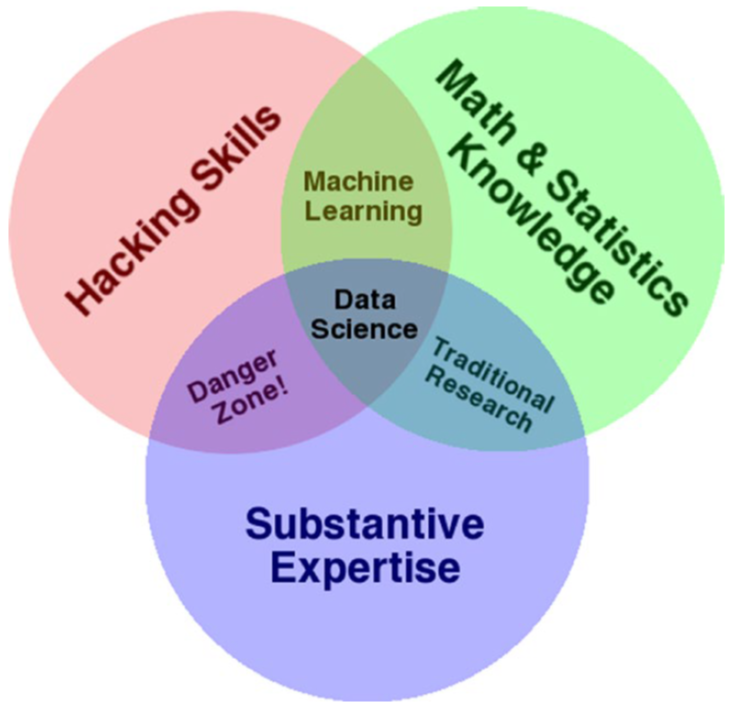 Hacking Skills
Math & Statistics
Knowledge
Machine
Learning
Data
Science
Danger
Zone!
Traditional
Research
Substantive
Expertise